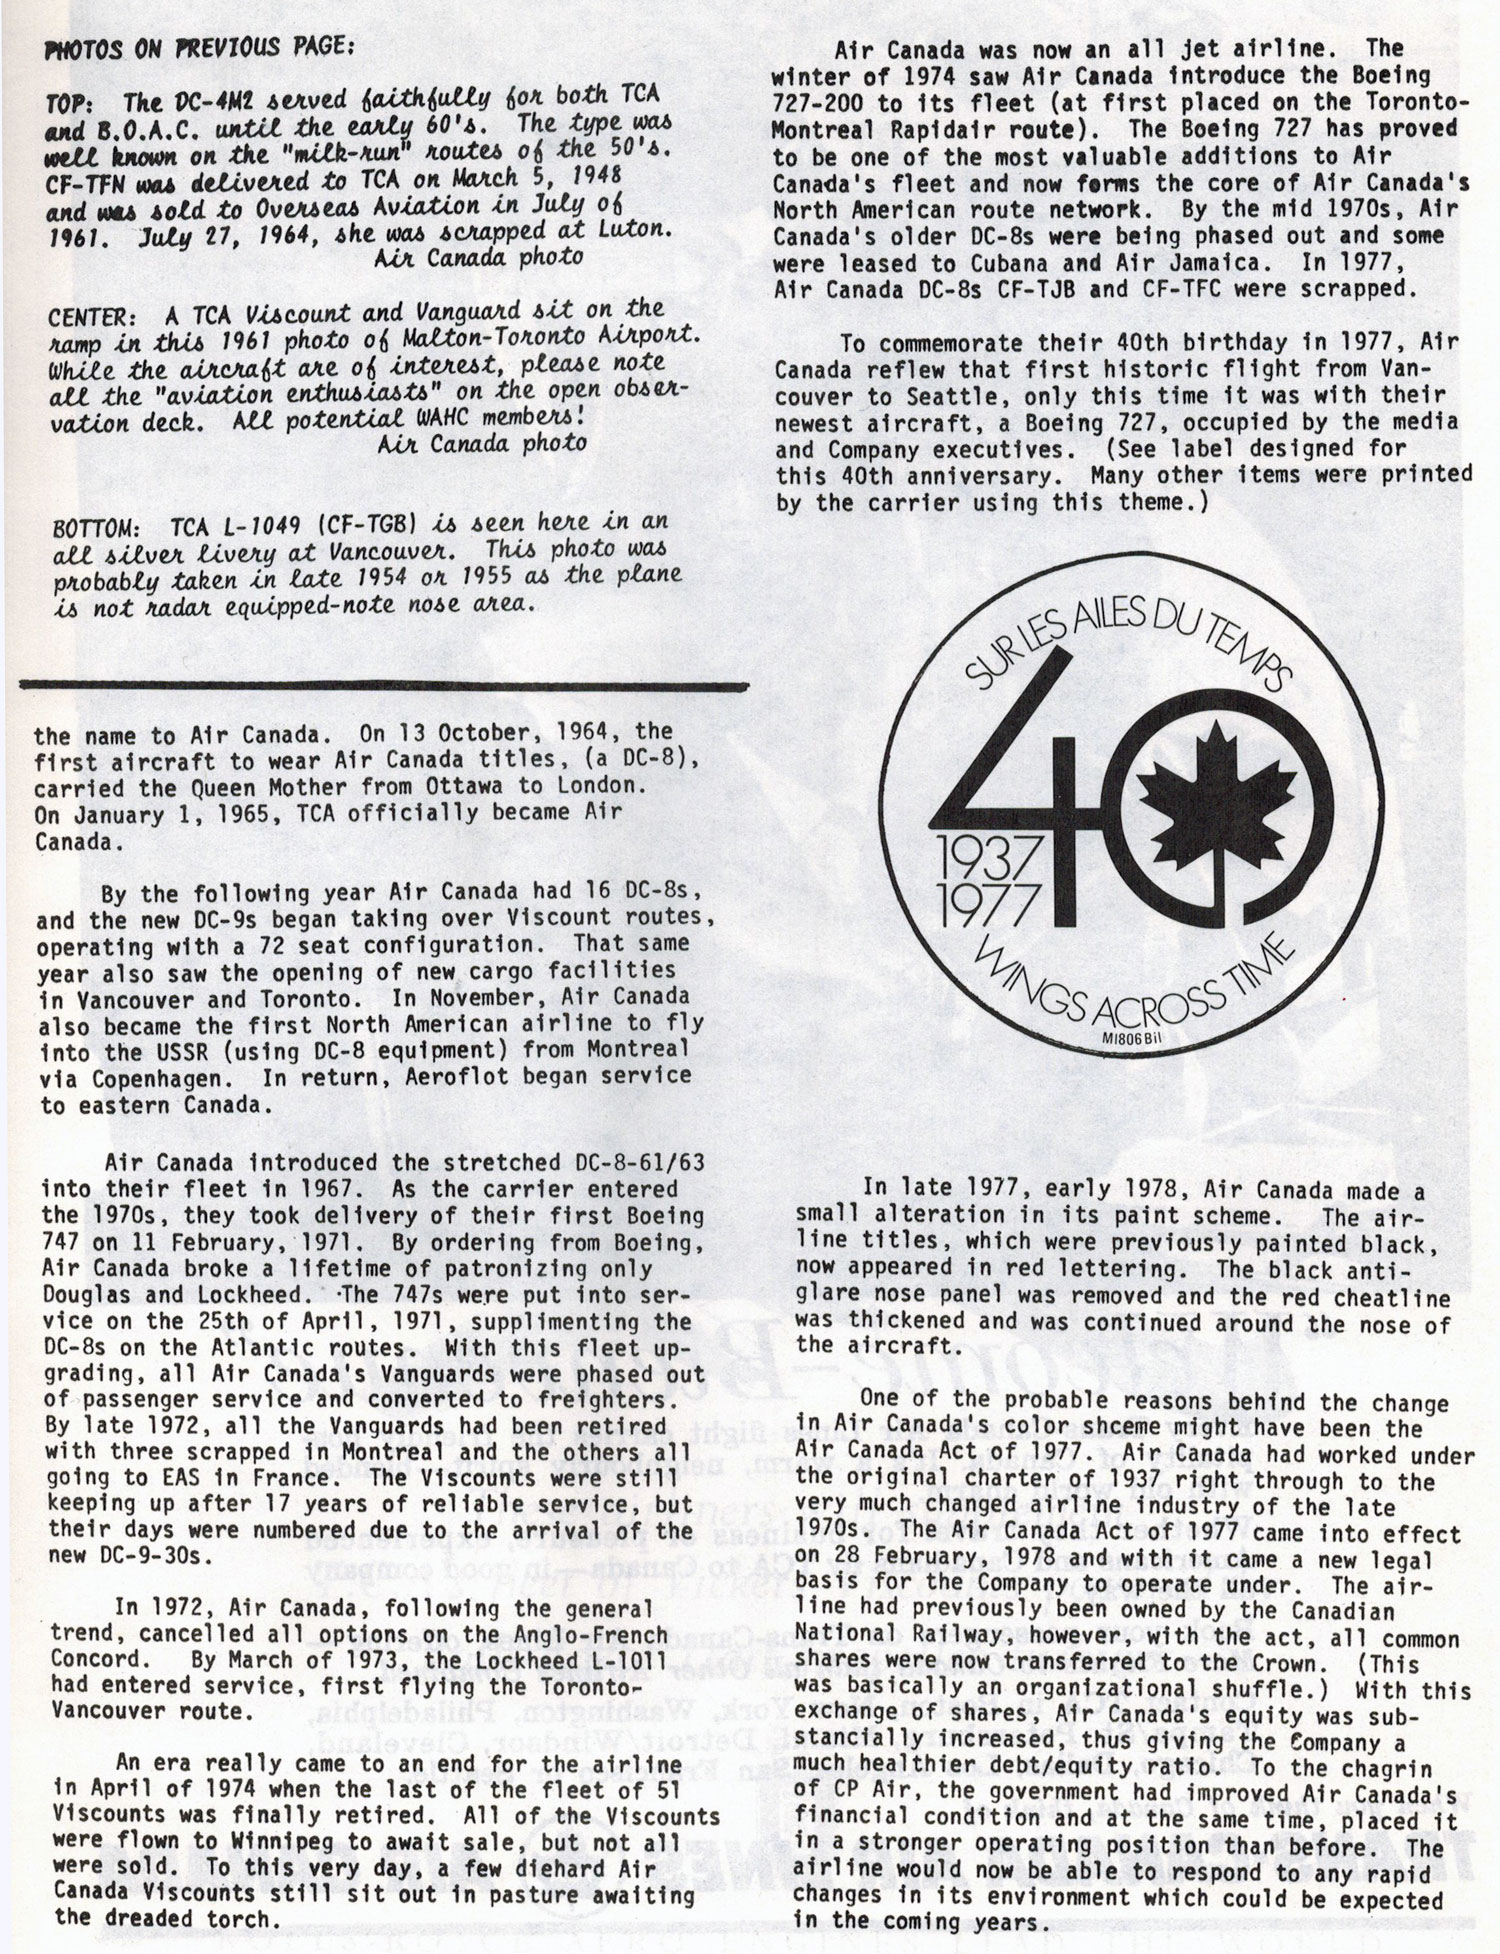 PHOTOS ON PREVIOUS PAGE:
TOP: The DC-4M2 served faithfully for both TCA
and B.O.A.C. until the early 60's. The type was
well known on the "milk-run" routes of the 50's.
CF-TFN was delivered to TCA on March 5, 1948
and was sold to Overseas Aviation in July of
1961. July 27, 1964, she was scrapped at Luton.
Air Canada photo
CENTER: A TCA Viscount and Vanguard sit on the
ramp in this 1961 photo of Malton-Toronto Airport.
While the aircraft are of interest, please note
all the "aviation enthusiasts" on the open obser-
vation deck. All potential WAHC members!
Air Canada photo
BOTTOM: TCA L-1049 (CF-TGB) is seen here in an
all silver livery at Vancouver. This photo was
probably taken in late 1954 or 1955 as the plane
is not radar equipped-note nose area.
the name to Air Canada. On 13 October, 1964, the
first aircraft to wear Air Canada titles, (a DC-8),
carried the Queen Mother from Ottawa to London.
On January 1, 1965, TCA officially became Air
Canada.
By the following year Air Canada had 16 DC-8s,
and the new DC-9s began taking over Viscount routes,
operating with a 72 seat configuration. That same
year also saw the opening of new cargo facilities
in Vancouver and Toronto. In November, Air Canada
also became the first North American airline to fly
into the USSR (using DC-8 equipment) from Montreal
via Copenhagen. In return, Aeroflot began service
to eastern Canada.
Air Canada introduced the stretched DC-8-61/63
into their fleet in 1967. As the carrier entered
the 1970s, they took delivery of their first Boeing
747 on 11 February, 1971. By ordering from Boeing,
Air Canada broke a lifetime of patronizing only
Douglas and Lockheed. The 747s were put into ser-
vice on the 25th of April, 1971, supplimenting the
DC-8s on the Atlantic routes. With this fleet up-
grading, all Air Canada's Vanguards were phased out
of passenger service and converted to freighters.
By late 1972, all the Vanguards had been retired
with three scrapped in Montreal and the others all
going to EAS in France. The Viscounts were still
keeping up after 17 years of reliable service, but
their days were numbered due to the arrival of the
new DC-9-30s.
In 1972, Air Canada, following the general
trend, cancelled all options on the Anglo-French
Concord. By March of 1973, the Lockheed L-1011
had entered service, first flying the Toronto-
Vancouver route.
An era really came to an end for the airline
in April of 1974 when the last of the fleet of 51
Viscounts was finally retired. All of the Viscounts
were flown to Winnipeg to await sale, but not all
were sold. To this very day, a few diehard Air
Canada Viscounts still sit out in pasture awaiting
the dreaded torch.
Air Canada was now an all jet airline. The
winter of 1974 saw Air Canada introduce the Boeing
727-200 to its fleet (at first placed on the Toronto-
Montreal Rapidair route). The Boeing 727 has proved
to be one of the most valuable additions to Air
Canada's fleet and now forms the core of Air Canada's
North American route network. By the mid 1970s, Air
Canada's older DC-8s were being phased out and some
were leased to Cubana and Air Jamaica. In 1977,
Air Canada DC-8s CF-TJB and CF-TFC were scrapped.
To commemorate their 40th birthday in 1977, Air
Canada reflew that first historic flight from Van-
couver to Seattle, only this time it was with their
newest aircraft, a Boeing 727, occupied by the media
and Company executives. (See label designed for
this 40th anniversary. Many other items were printed
by the carrier using this theme.)
SUR LES AILES DU TEMPS
40
1937
1977
WINGS ACROSS TIME
M1806Bil
In late 1977, early 1978, Air Canada made a
small alteration in its paint scheme. The air-
line titles, which were previously painted black,
now appeared in red lettering. The black anti-
glare nose panel was removed and the red cheatline
was thickened and was continued around the nose of
the aircraft.
One of the probable reasons behind the change
in Air Canada's color shceme might have been the
Air Canada Act of 1977. Air Canada had worked under
the original charter of 1937 right through to the
very much changed airline industry of the late
1970s. The Air Canada Act of 1977 came into effect
on 28 February, 1978 and with it came a new legal
basis for the Company to operate under. The air-
line had previously been owned by the Canadian
National Railway, however, with the act, all common
shares were now transferred to the Crown. (This
was basically an organizational shuffle.) With this
exchange of shares, Air Canada's equity was sub-
stancially increased, thus giving the Company a
much healthier debt/equity ratio. To the chagrin
of CP Air, the government had improved Air Canada's
financial condition and at the same time, placed it
in a stronger operating position than before. The
airline would now be able to respond to any rapid
changes in its environment which could be expected
in the coming years.